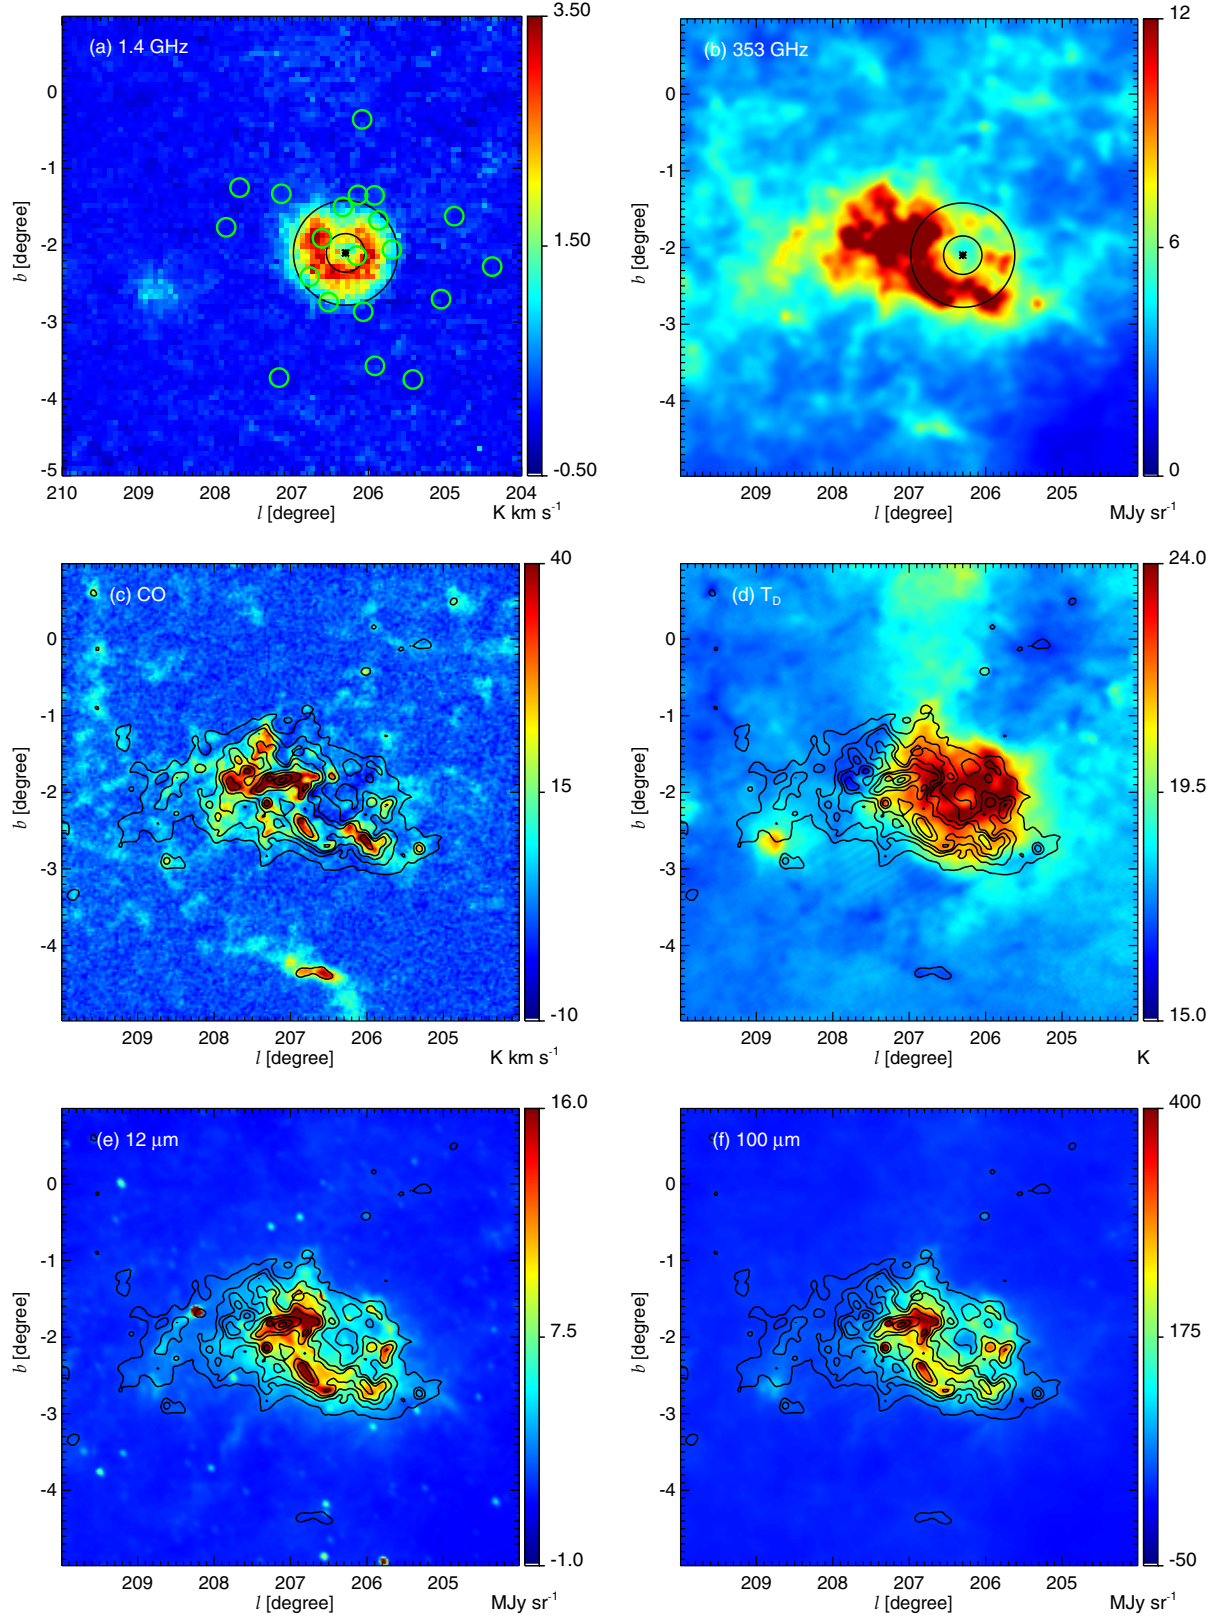 (a) 1.4 GHz
3.50
1.50
-0.50
0
-1
-2
-3
-4
-5
b [degree]
210 209 208 207 206 205 204
l [degree]
K km s⁻¹
(b) 353 GHz
12
6
0
0
-1
-2
-3
-4
b [degree]
209 208 207 206 205
l [degree]
MJy sr⁻¹
(c) CO
40
15
-10
0
-1
-2
-3
-4
b [degree]
209 208 207 206 205
l [degree]
K km s⁻¹
(d) T_D
24.0
19.5
15.0
0
-1
-2
-3
-4
b [degree]
209 208 207 206 205
l [degree]
K
(e) 12 μm
16.0
7.5
-1.0
0
-1
-2
-3
-4
b [degree]
209 208 207 206 205
l [degree]
MJy sr⁻¹
(f) 100 μm
400
175
-50
0
-1
-2
-3
-4
b [degree]
209 208 207 206 205
l [degree]
MJy sr⁻¹